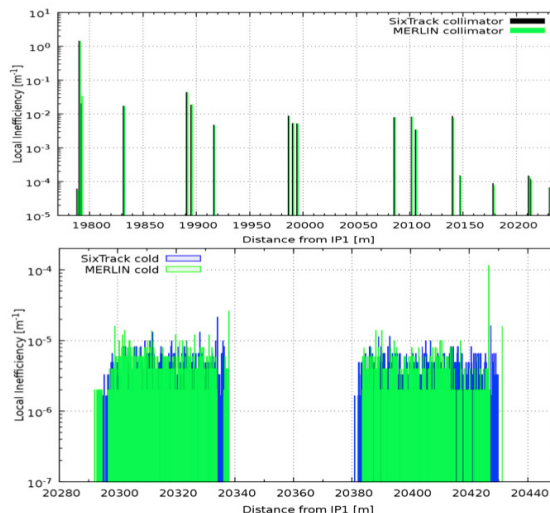 SixTrack collimator
MERLIN collimator
Local Inefficiency [m⁻¹]
10¹
10⁰
10⁻¹
10⁻²
10⁻³
10⁻⁴
10⁻⁵
19800 19850 19900 19950 20000 20050 20100 20150 20200
Distance from IP1 [m]
SixTrack cold
MERLIN cold
Local Inefficiency [m⁻¹]
10⁻⁴
10⁻⁵
10⁻⁶
10⁻⁷
20280 20300 20320 20340 20360 20380 20400 20420 20440
Distance from IP1 [m]